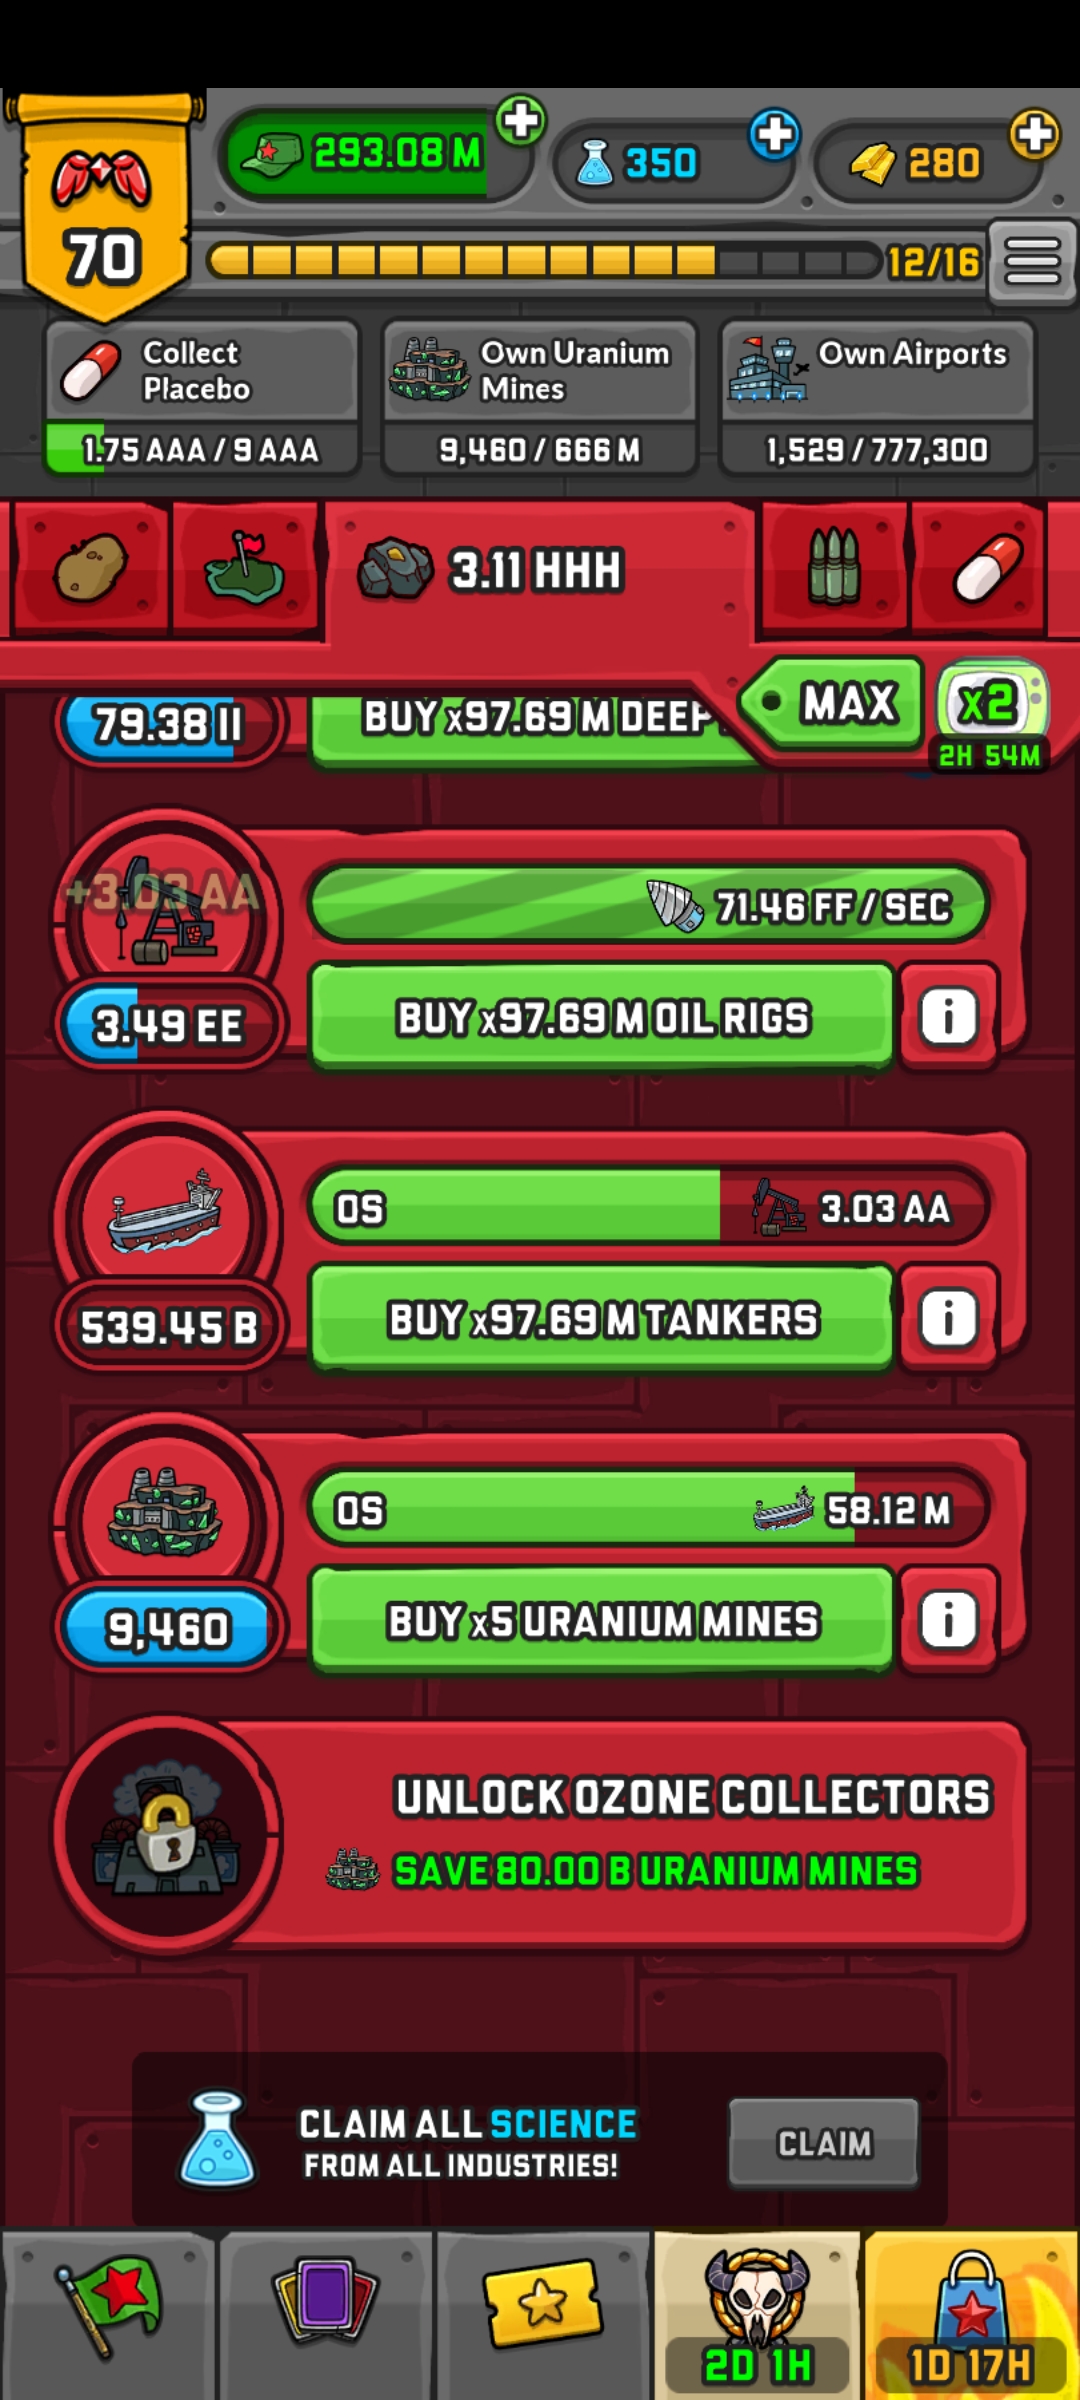 293.08 M
350
280
70
12/16
Collect
Placebo
Own Uranium
Mines
Own Airports
1.75 AAA / 9 AAA
9,460 / 666 M
1,529 / 777,300
3.11 HHH
MAX
x2
2H 54M
79.38 II
BUY x97.69 M DEEP
+3.03 AA
71.46 FF / SEC
3.49 EE
BUY x97.69 M OIL RIGS
i
0S
3.03 AA
539.45 B
BUY x97.69 M TANKERS
i
0S
58.12 M
9,460
BUY x5 URANIUM MINES
i
UNLOCK OZONE COLLECTORS
SAVE 80.00 B URANIUM MINES
CLAIM ALL SCIENCE
FROM ALL INDUSTRIES!
CLAIM
2D 1H
1D 17H